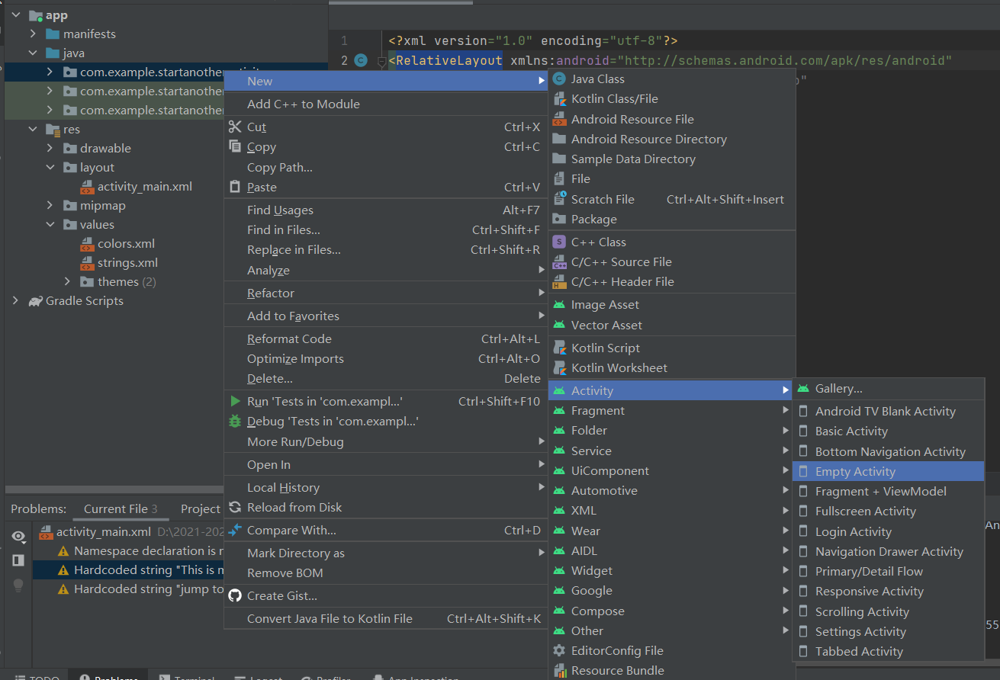 app
manifests
java
com.example.startanotheractivity
com.example.startanother
com.example.startanother
res
drawable
layout
activity_main.xml
mipmap
values
colors.xml
strings.xml
themes (2)
Gradle Scripts
1 <?xml version="1.0" encoding="utf-8"?>
2 <RelativeLayout xmlns:android="http://schemas.android.com/apk/res/android"
New
Add C++ to Module
Cut Ctrl+X
Copy Ctrl+C
Copy Path...
Paste Ctrl+V
Find Usages Alt+F7
Find in Files... Ctrl+Shift+F
Replace in Files... Ctrl+Shift+R
Analyze
Refactor
Add to Favorites
Reformat Code Ctrl+Alt+L
Optimize Imports Ctrl+Alt+O
Delete... Delete
Run 'Tests in 'com.exampl...' Ctrl+Shift+F10
Debug 'Tests in 'com.exampl...'
More Run/Debug
Open In
Local History
Reload from Disk
Compare With... Ctrl+D
Mark Directory as
Remove BOM
Create Gist...
Convert Java File to Kotlin File Ctrl+Alt+Shift+K
Java Class
Kotlin Class/File
Android Resource File
Android Resource Directory
Sample Data Directory
File
Scratch File Ctrl+Alt+Shift+Insert
Package
C++ Class
C/C++ Source File
C/C++ Header File
Image Asset
Vector Asset
Kotlin Script
Kotlin Worksheet
Activity
Fragment
Folder
Service
UiComponent
Automotive
XML
Wear
AIDL
Widget
Google
Compose
Other
EditorConfig File
Resource Bundle
Gallery...
Android TV Blank Activity
Basic Activity
Bottom Navigation Activity
Empty Activity
Fragment + ViewModel
Fullscreen Activity
Login Activity
Navigation Drawer Activity
Primary/Detail Flow
Responsive Activity
Scrolling Activity
Settings Activity
Tabbed Activity
Problems: Current File 3 Project
activity_main.xml D:\2021-202
Namespace declaration is n
Hardcoded string "This is m
Hardcoded string "jump to
An
55
TODO Problems Terminal Logcat Profiler App Inspection